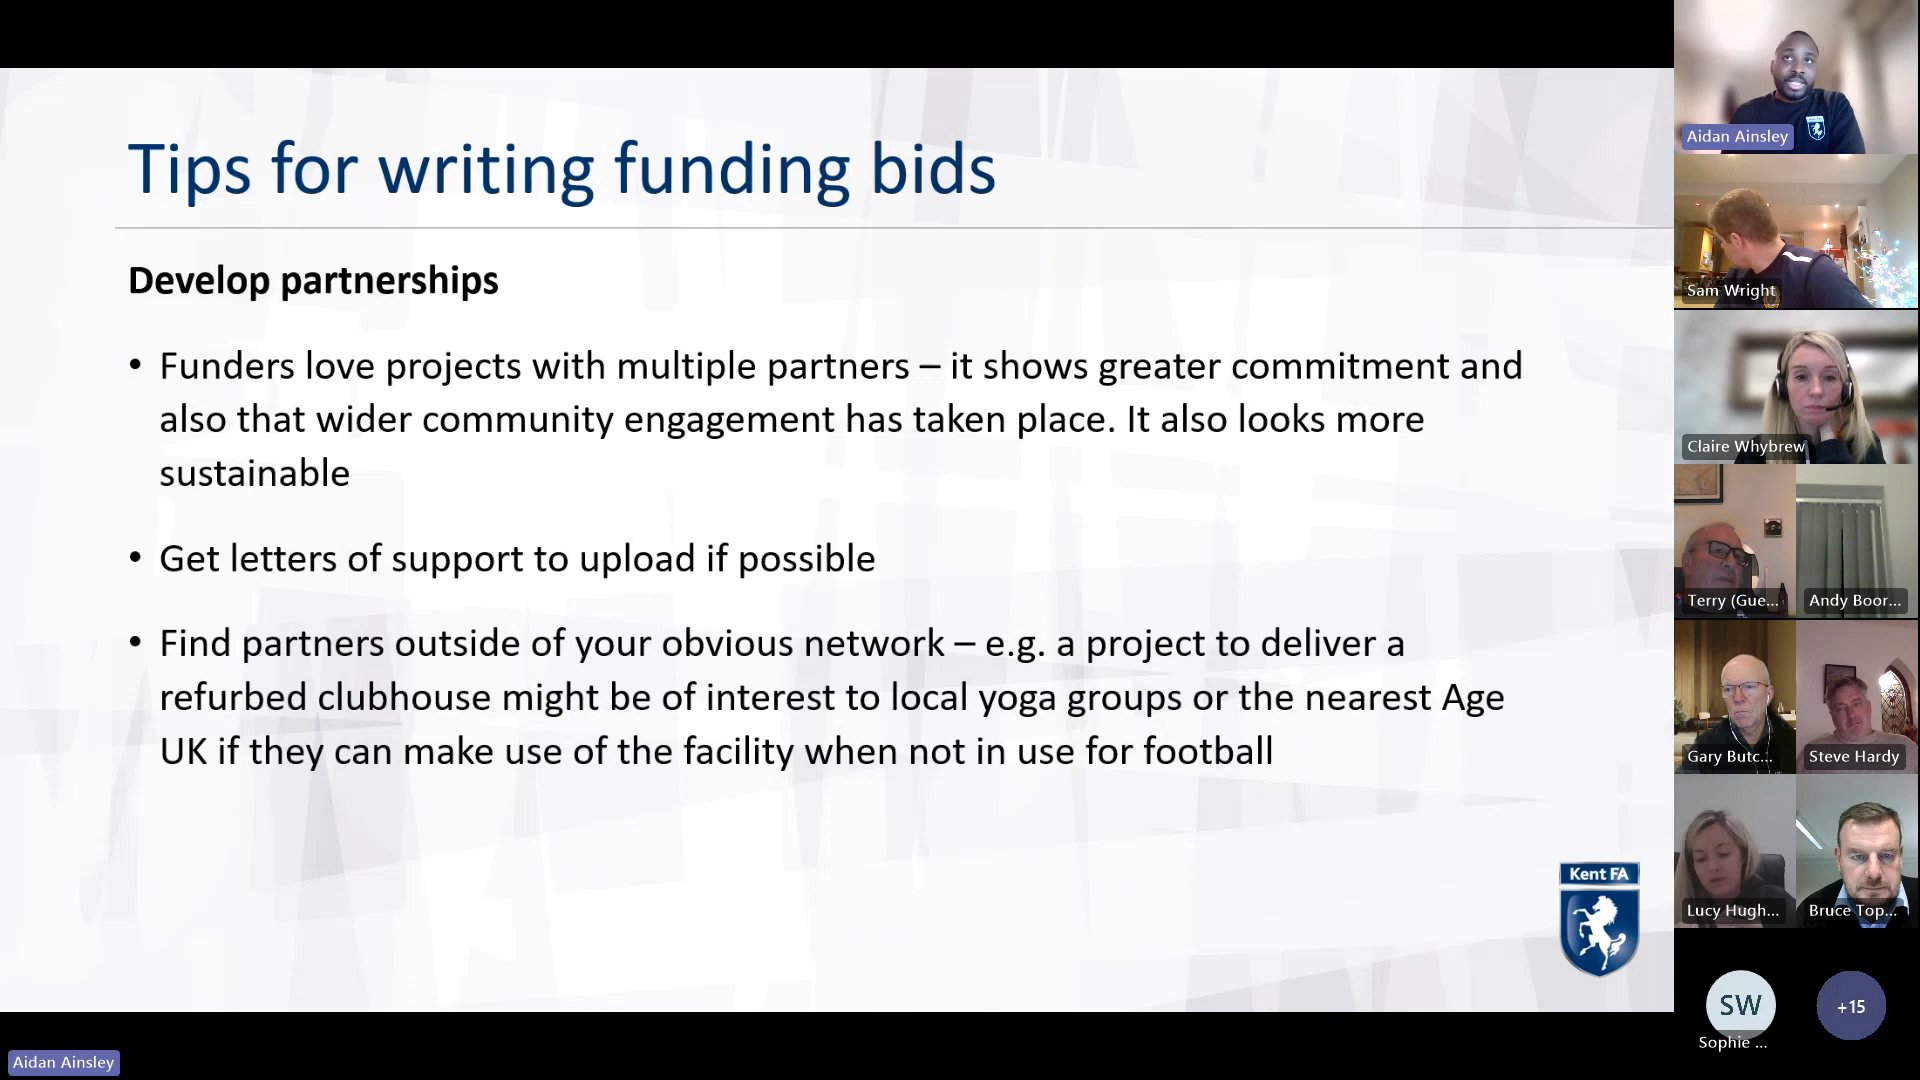 Tips for writing funding bids
Develop partnerships
• Funders love projects with multiple partners – it shows greater commitment and
also that wider community engagement has taken place. It also looks more
sustainable
• Get letters of support to upload if possible
• Find partners outside of your obvious network – e.g. a project to deliver a
refurbed clubhouse might be of interest to local yoga groups or the nearest Age
UK if they can make use of the facility when not in use for football
Kent FA
Aidan Ainsley
Sam Wright
Claire Whybrew
Terry (Gue...
Andy Boor...
Gary Butc...
Steve Hardy
Lucy Hugh...
Bruce Top...
SW
+15
Sophie ...
Aidan Ainsley